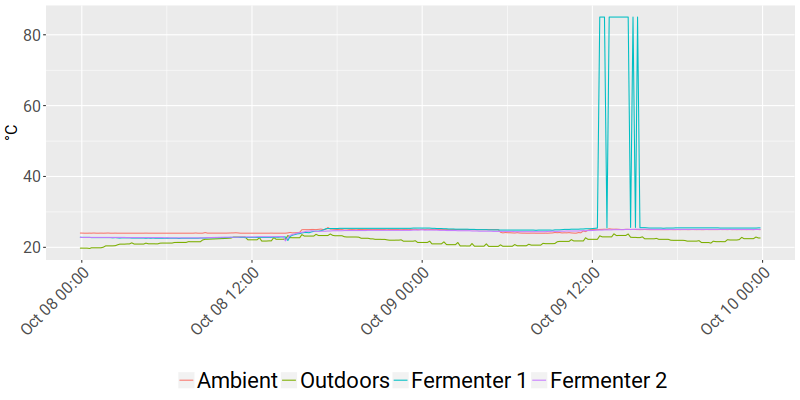 80
60
40
20
°C
Oct 08 00:00
Oct 08 12:00
Oct 09 00:00
Oct 09 12:00
Oct 10 00:00
Ambient Outdoors Fermenter 1 Fermenter 2